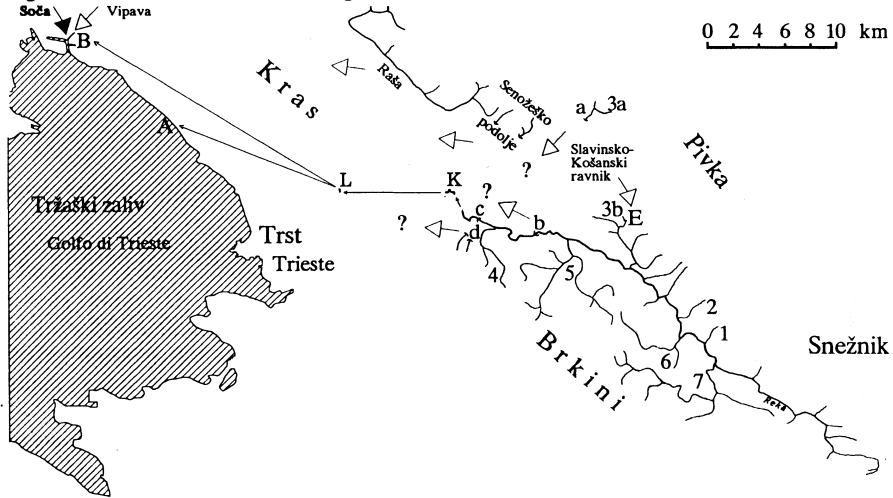 Soča
Vipava
B
0 2 4 6 8 10 km
Kras
Raša
Senožeško
podolje
a
3a
A
?
Slavinsko-
Košanski
ravnik
Pivka
L
K
?
Tržaški zaliv
Golfo di Trieste
Trst
Trieste
?
c
d
b
3b
E
4
5
2
1
6
7
Brkini
Snežnik
Reka